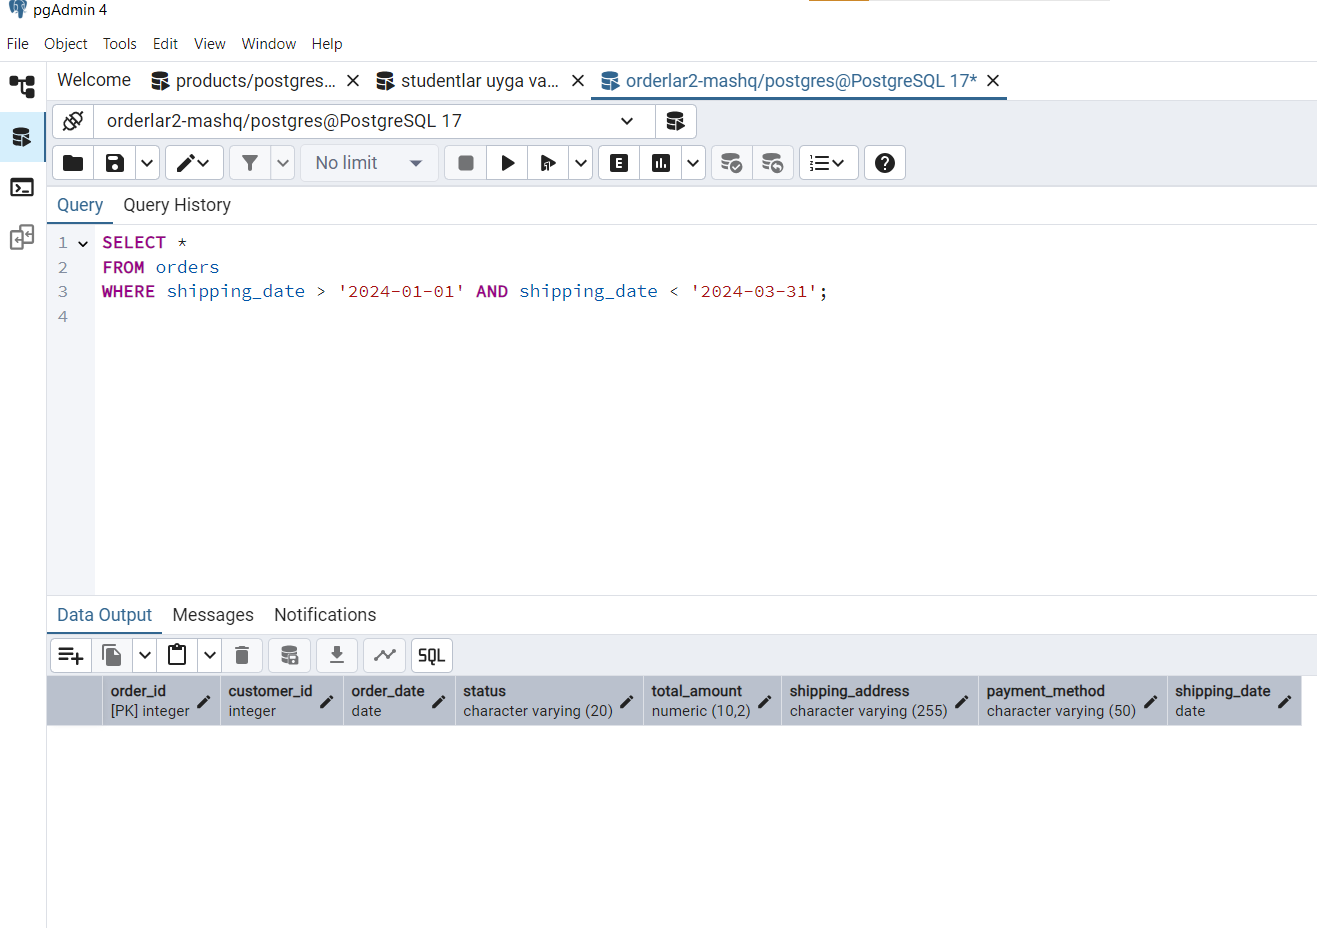 pgAdmin 4
File Object Tools Edit View Window Help
Welcome products/postgres... studentlar uyga va... orderlar2-mashq/postgres@PostgreSQL 17*
orderlar2-mashq/postgres@PostgreSQL 17
No limit E
Query Query History
1 SELECT *
2 FROM orders
3 WHERE shipping_date > '2024-01-01' AND shipping_date < '2024-03-31';
4
Data Output Messages Notifications
SQL
order_id customer_id order_date status total_amount shipping_address payment_method shipping_date
[PK] integer integer date character varying (20) numeric (10,2) character varying (255) character varying (50) date